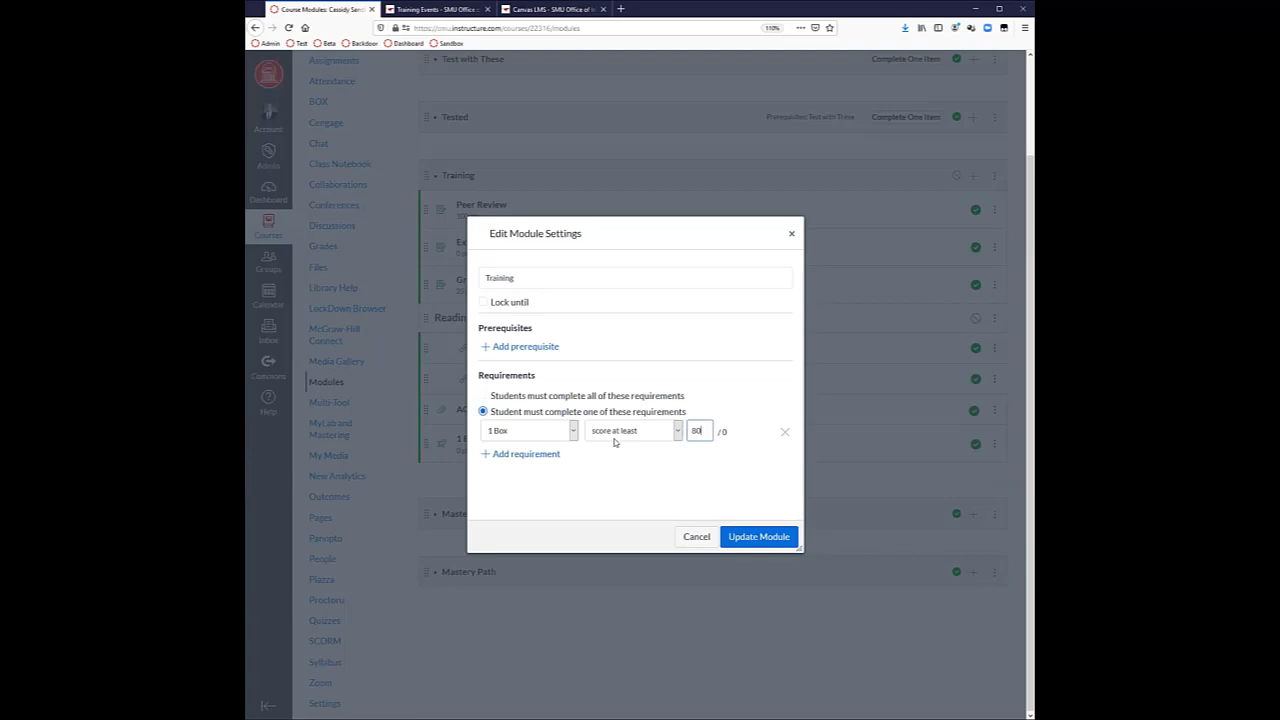 Course Modules: Cassidy San
Training Events - SMU Office
Canvas LMS - SMU Office of
https://smu.instructure.com/courses/22316/modules
110%
Admin
Test
Beta
Backdoor
Dashboard
Sandbox
Account
Admin
Dashboard
Courses
Groups
Calendar
Inbox
Commons
Help
Assignments
Attendance
BOX
Cengage
Chat
Class Notebook
Collaborations
Conferences
Discussions
Grades
Files
Library Help
LockDown Browser
McGraw-Hill
Connect
Media Gallery
Modules
Multi-Tool
MyLab and
Mastering
My Media
New Analytics
Outcomes
Pages
Panopto
People
Piazza
Proctoru
Quizzes
SCORM
Syllabus
Zoom
Settings
Test with These
Complete One Item
Tested
Prerequisites: Test with These
Complete One Item
Training
Peer Review
Reading
Maste
Mastery Path
Edit Module Settings
Training
Lock until
Prerequisites
Add prerequisite
Requirements
Students must complete all of these requirements
Student must complete one of these requirements
1 Box
score at least
80
/ 0
Add requirement
Cancel
Update Module